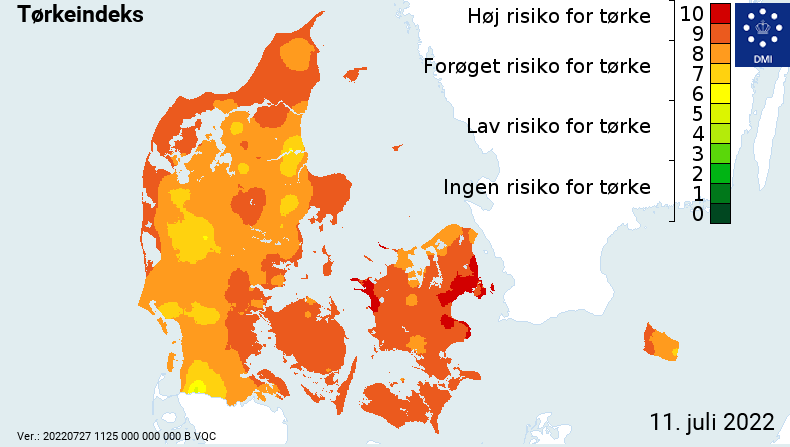 Tørkeindeks
Høj risiko for tørke
Forøget risiko for tørke
Lav risiko for tørke
Ingen risiko for tørke
10
9
8
7
6
5
4
3
2
1
0
DMI
11. juli 2022
Ver.: 20220727 1125 000 000 000 B VQC